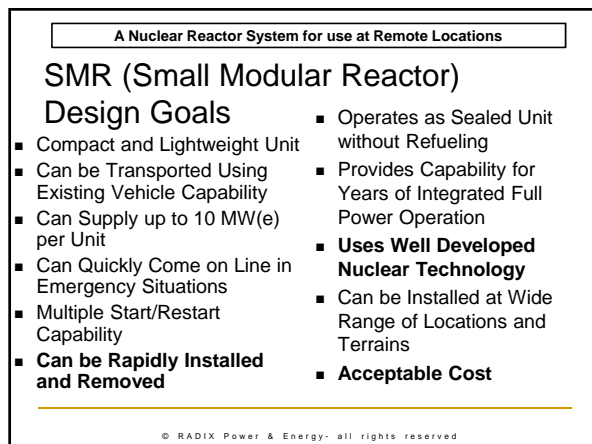 A Nuclear Reactor System for use at Remote Locations
SMR (Small Modular Reactor)
Design Goals
■ Compact and Lightweight Unit
■ Can be Transported Using
Existing Vehicle Capability
■ Can Supply up to 10 MW(e)
per Unit
■ Can Quickly Come on Line in
Emergency Situations
■ Multiple Start/Restart
Capability
■ Can be Rapidly Installed
and Removed
■ Operates as Sealed Unit
without Refueling
■ Provides Capability for
Years of Integrated Full
Power Operation
■ Uses Well Developed
Nuclear Technology
■ Can be Installed at Wide
Range of Locations and
Terrains
■ Acceptable Cost
© RADIX Power & Energy- all rights reserved